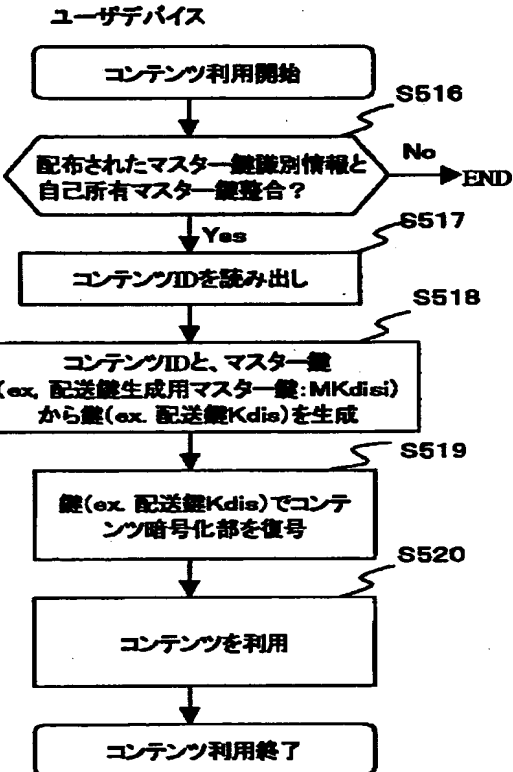 ユーザデバイス
コンテンツ利用開始
S516
配布されたマスター鍵識別情報と
自己所有マスター鍵整合？
No
END
Yes
S517
コンテンツIDを読み出し
S518
コンテンツIDと、マスター鍵
(ex, 配送鍵生成用マスター鍵:MKdisi)
から鍵(ex. 配送鍵Kdis)を生成
S519
鍵(ex. 配送鍵Kdis)でコンテ
ンツ暗号化部を復号
S520
コンテンツを利用
コンテンツ利用終了